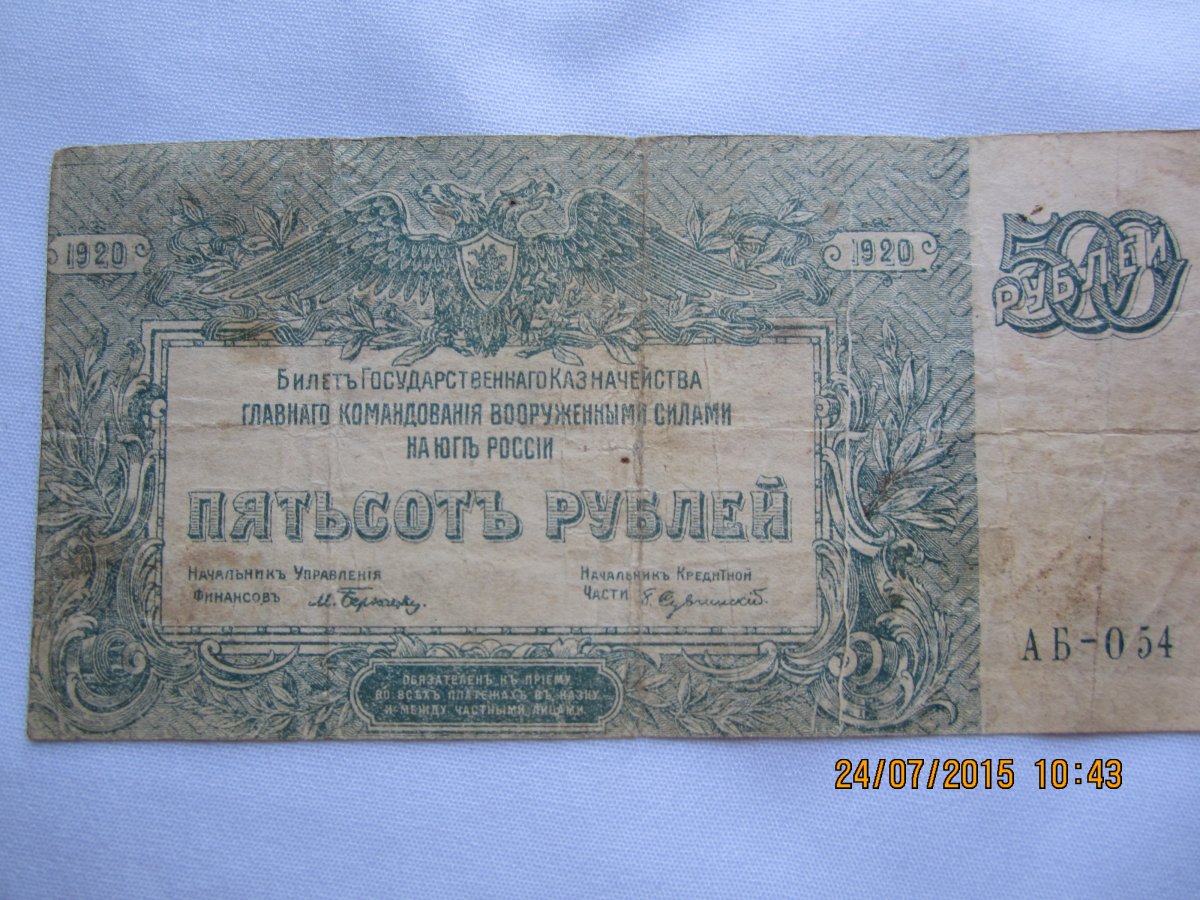 1920
1920
500
РУБЛЕЙ
БИЛЕТЪ ГОСУДАРСТВЕННАГО КАЗНАЧЕЙСТВА
ГЛАВНАГО КОМАНДОВАНІЯ ВООРУЖЕННЫМИ СИЛАМИ
НА ЮГѢ РОССІИ
ПЯТЬСОТЪ РУБЛЕЙ
НАЧАЛЬНИКЪ УПРАВЛЕНІЯ
ФИНАНСОВЪ
НАЧАЛЬНИКЪ КРЕДИТНОЙ
ЧАСТИ
АБ-054
ОБЯЗАТЕЛЕНЪ КЪ ПРІЕМУ
ВО ВСѢХЪ ПЛАТЕЖАХЪ ВЪ КАЗНУ
И МЕЖДУ ЧАСТНЫМИ ЛИЦАМИ
24/07/2015 10:43